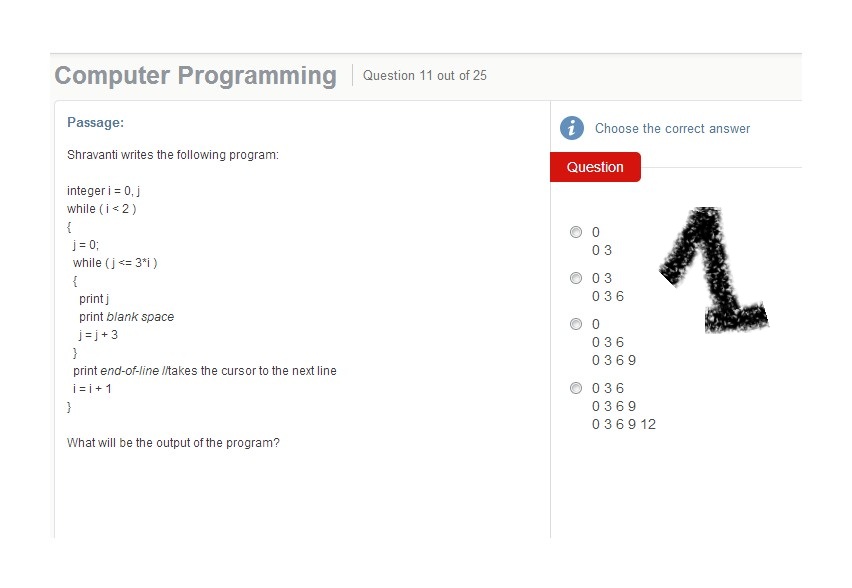 Computer Programming
Question 11 out of 25
Passage:
Shravanti writes the following program:
integer i = 0, j
while ( i < 2 )
{
j = 0;
while ( j <= 3*i )
{
print j
print blank space
j = j + 3
}
print end-of-line //takes the cursor to the next line
i = i + 1
}
What will be the output of the program?
Choose the correct answer
Question
0
0 3
0 3
0 3 6
0
0 3 6
0 3 6 9
0 3 6
0 3 6 9
0 3 6 9 12
1